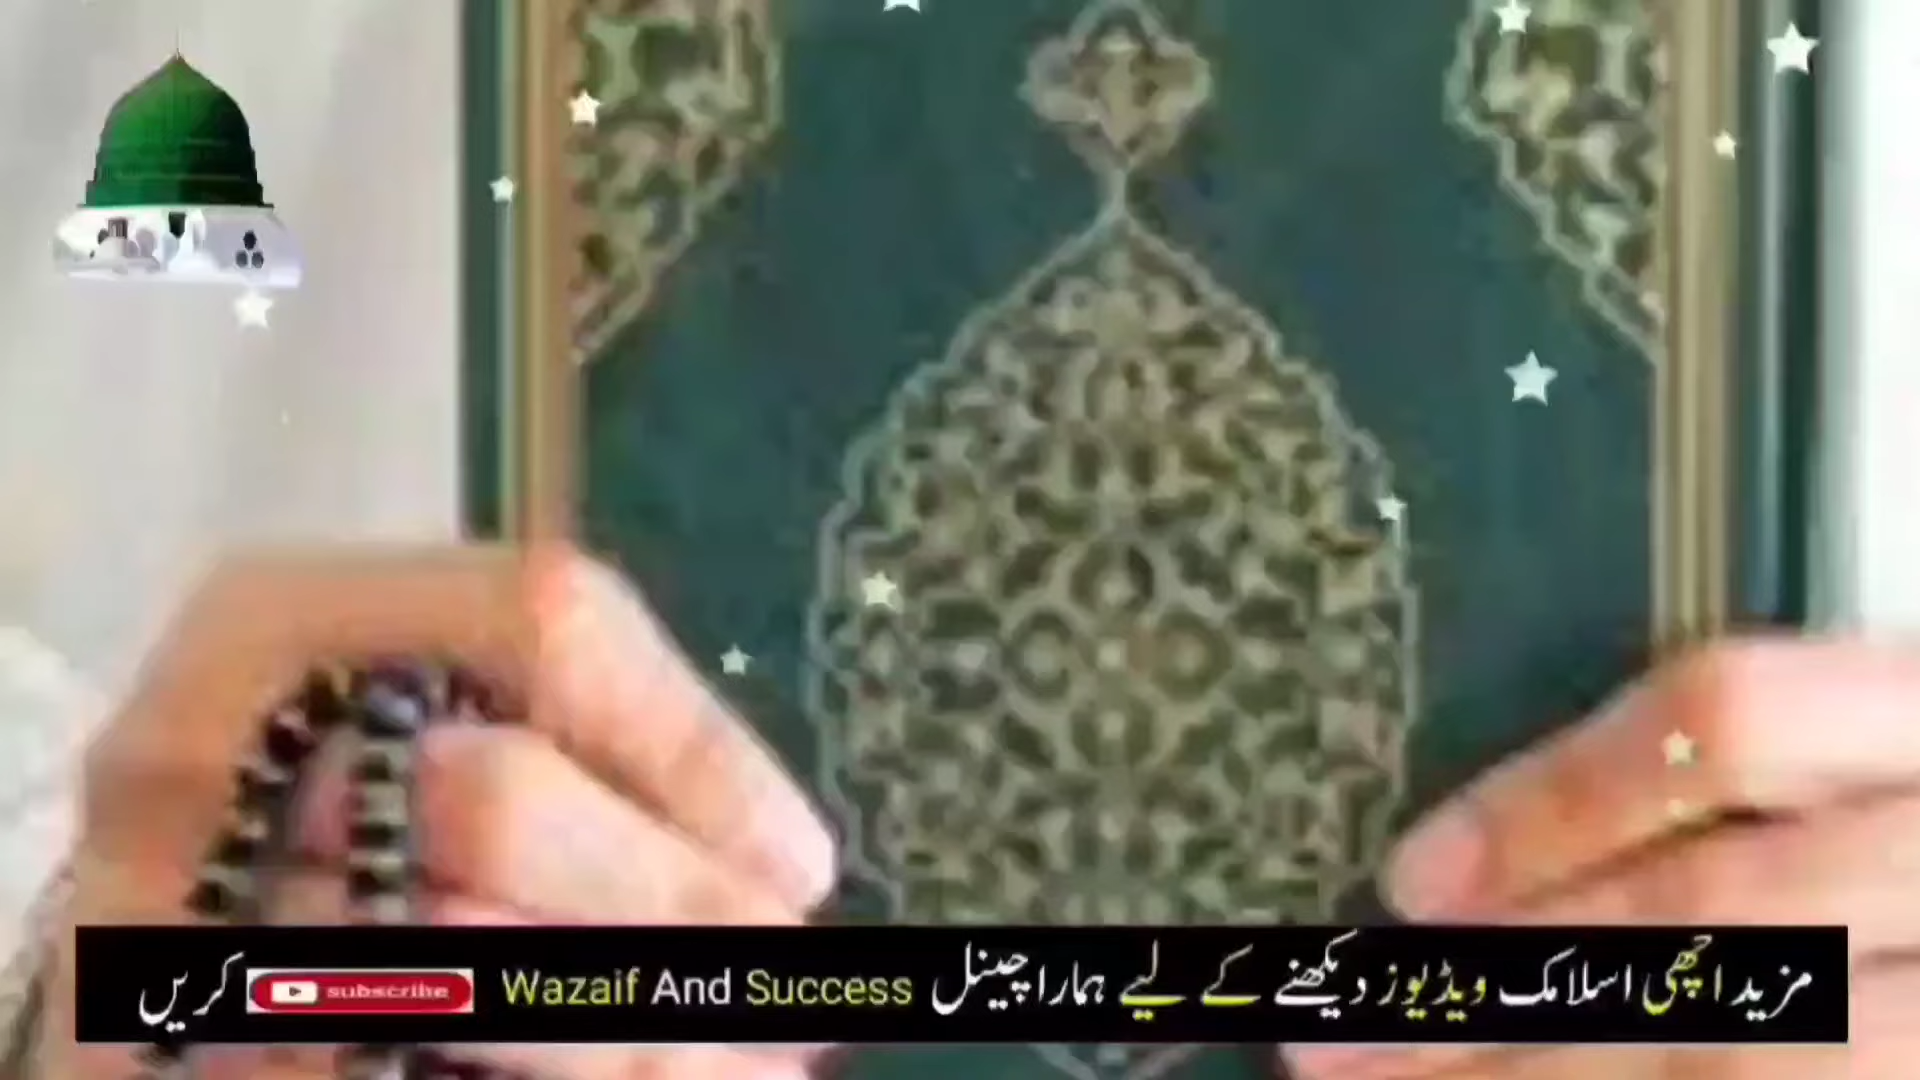 مزید اچھی اسلامک ویڈیوز دیکھنے کے لیے ہمارا چینل Wazaif And Success subscribe کریں